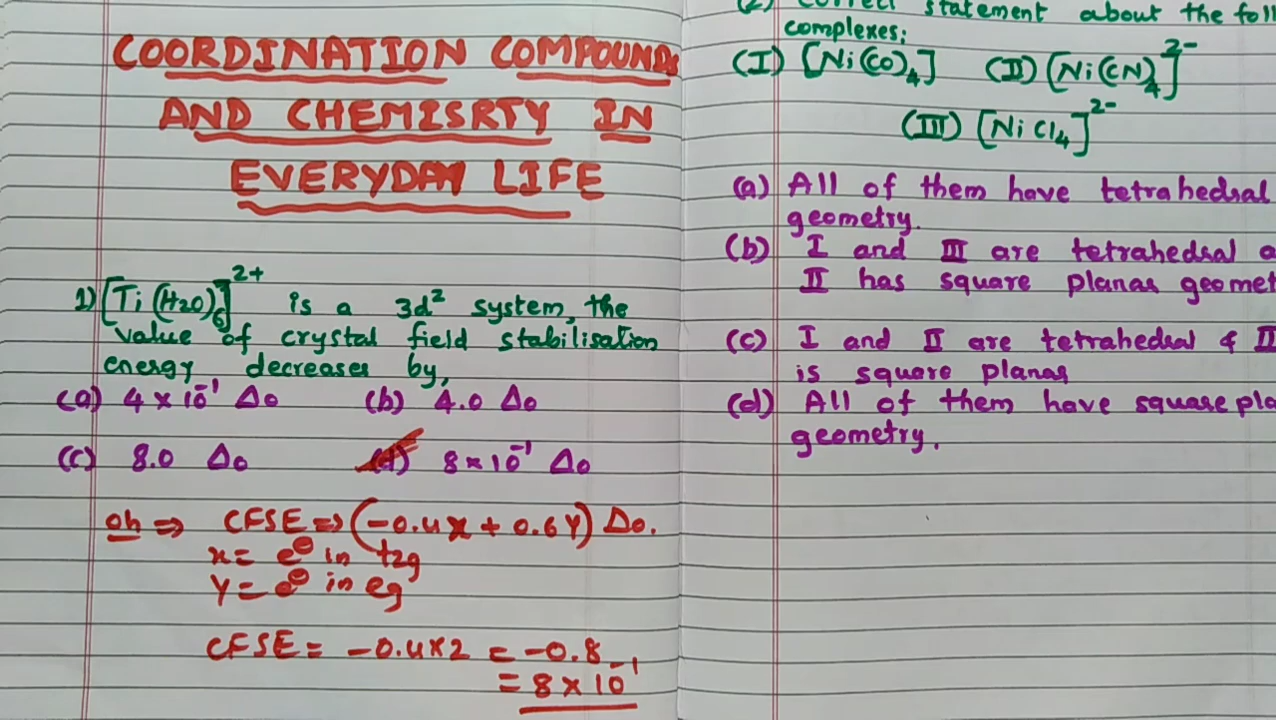 COORDINATION COMPOUNDS
AND CHEMISRTY IN
EVERYDAY LIFE
1) [Ti(H2O)6]2+ is a 3d² system, the
value of crystal field stabilisation
energy decreases by,
(a) 4 × 10⁻¹ Δo (b) 4.0 Δo
(c) 8.0 Δo (d) 8 × 10⁻¹ Δo
Oh ⇒ CFSE ⇒ (-0.4x + 0.6Y) Δo.
x = e⊖ in t2g
Y = e⊖ in eg
CFSE = -0.4×2 = -0.8
= 8 × 10⁻¹
statement about the
complexes;
(I) [Ni(CO)4] (II) [Ni(CN)4]2-
(III) [NiCl4]2-
(a) All of them have tetrahedral
geometry.
(b) I and III are tetrahedral
II has square planar
(c) I and II are tetrahedral &
is square planar
(d) All of them have square
geometry.